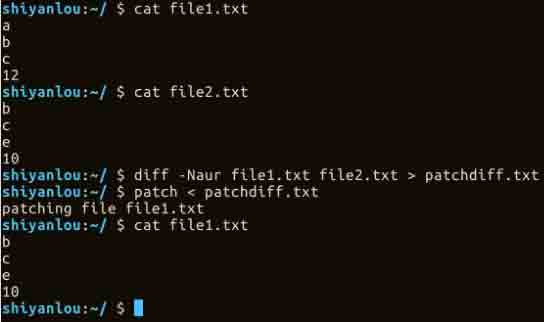 shiyanlou:~/ $ cat file1.txt
a
b
c
12
shiyanlou:~/ $ cat file2.txt
b
c
e
10
shiyanlou:~/ $ diff -Naur file1.txt file2.txt > patchdiff.txt
shiyanlou:~/ $ patch < patchdiff.txt
patching file file1.txt
shiyanlou:~/ $ cat file1.txt
b
c
e
10
shiyanlou:~/ $